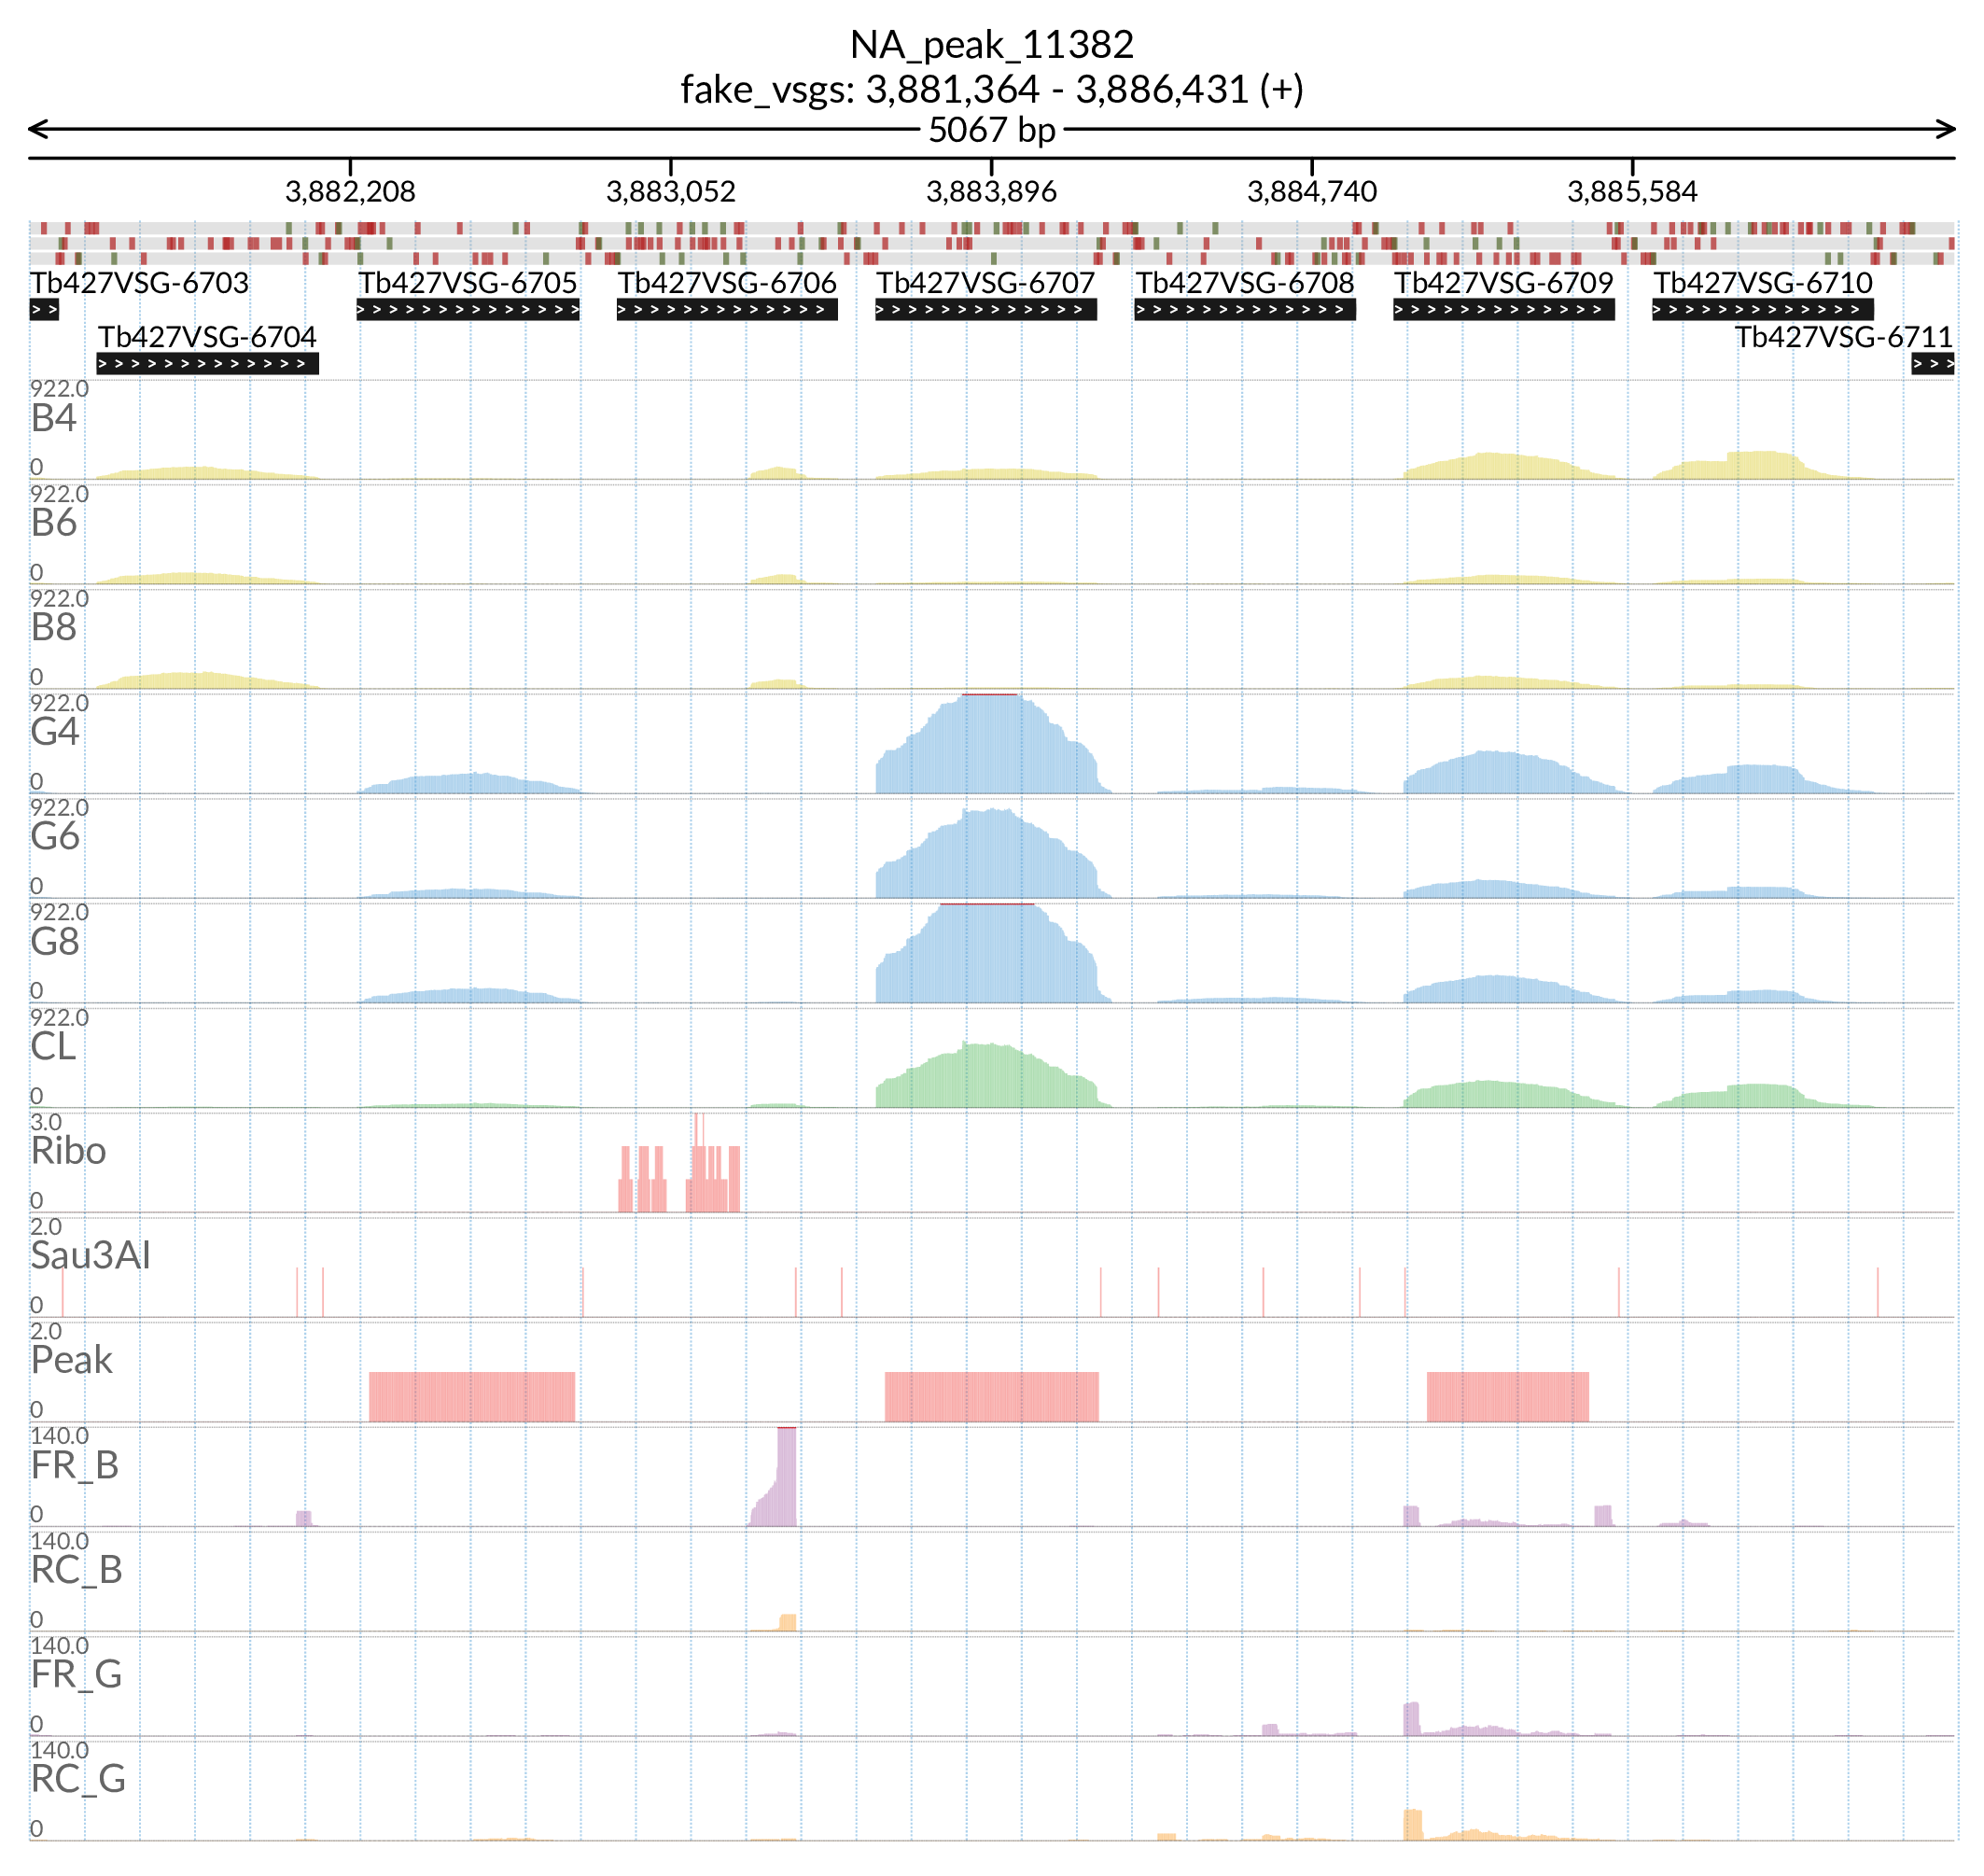 NA_peak_11382
fake_vsgs: 3,881,364 - 3,886,431 (+)
5067 bp
3,882,208 3,883,052 3,883,896 3,884,740 3,885,584
Tb427VSG-6703 Tb427VSG-6705 Tb427VSG-6706 Tb427VSG-6707 Tb427VSG-6708 Tb427VSG-6709 Tb427VSG-6710
Tb427VSG-6704 Tb427VSG-6711
922.0
B4
0
922.0
B6
0
922.0
B8
0
922.0
G4
0
922.0
G6
0
922.0
G8
0
922.0
CL
0
3.0
Ribo
0
2.0
Sau3AI
0
2.0
Peak
0
140.0
FR_B
0
140.0
RC_B
0
140.0
FR_G
0
140.0
RC_G
0